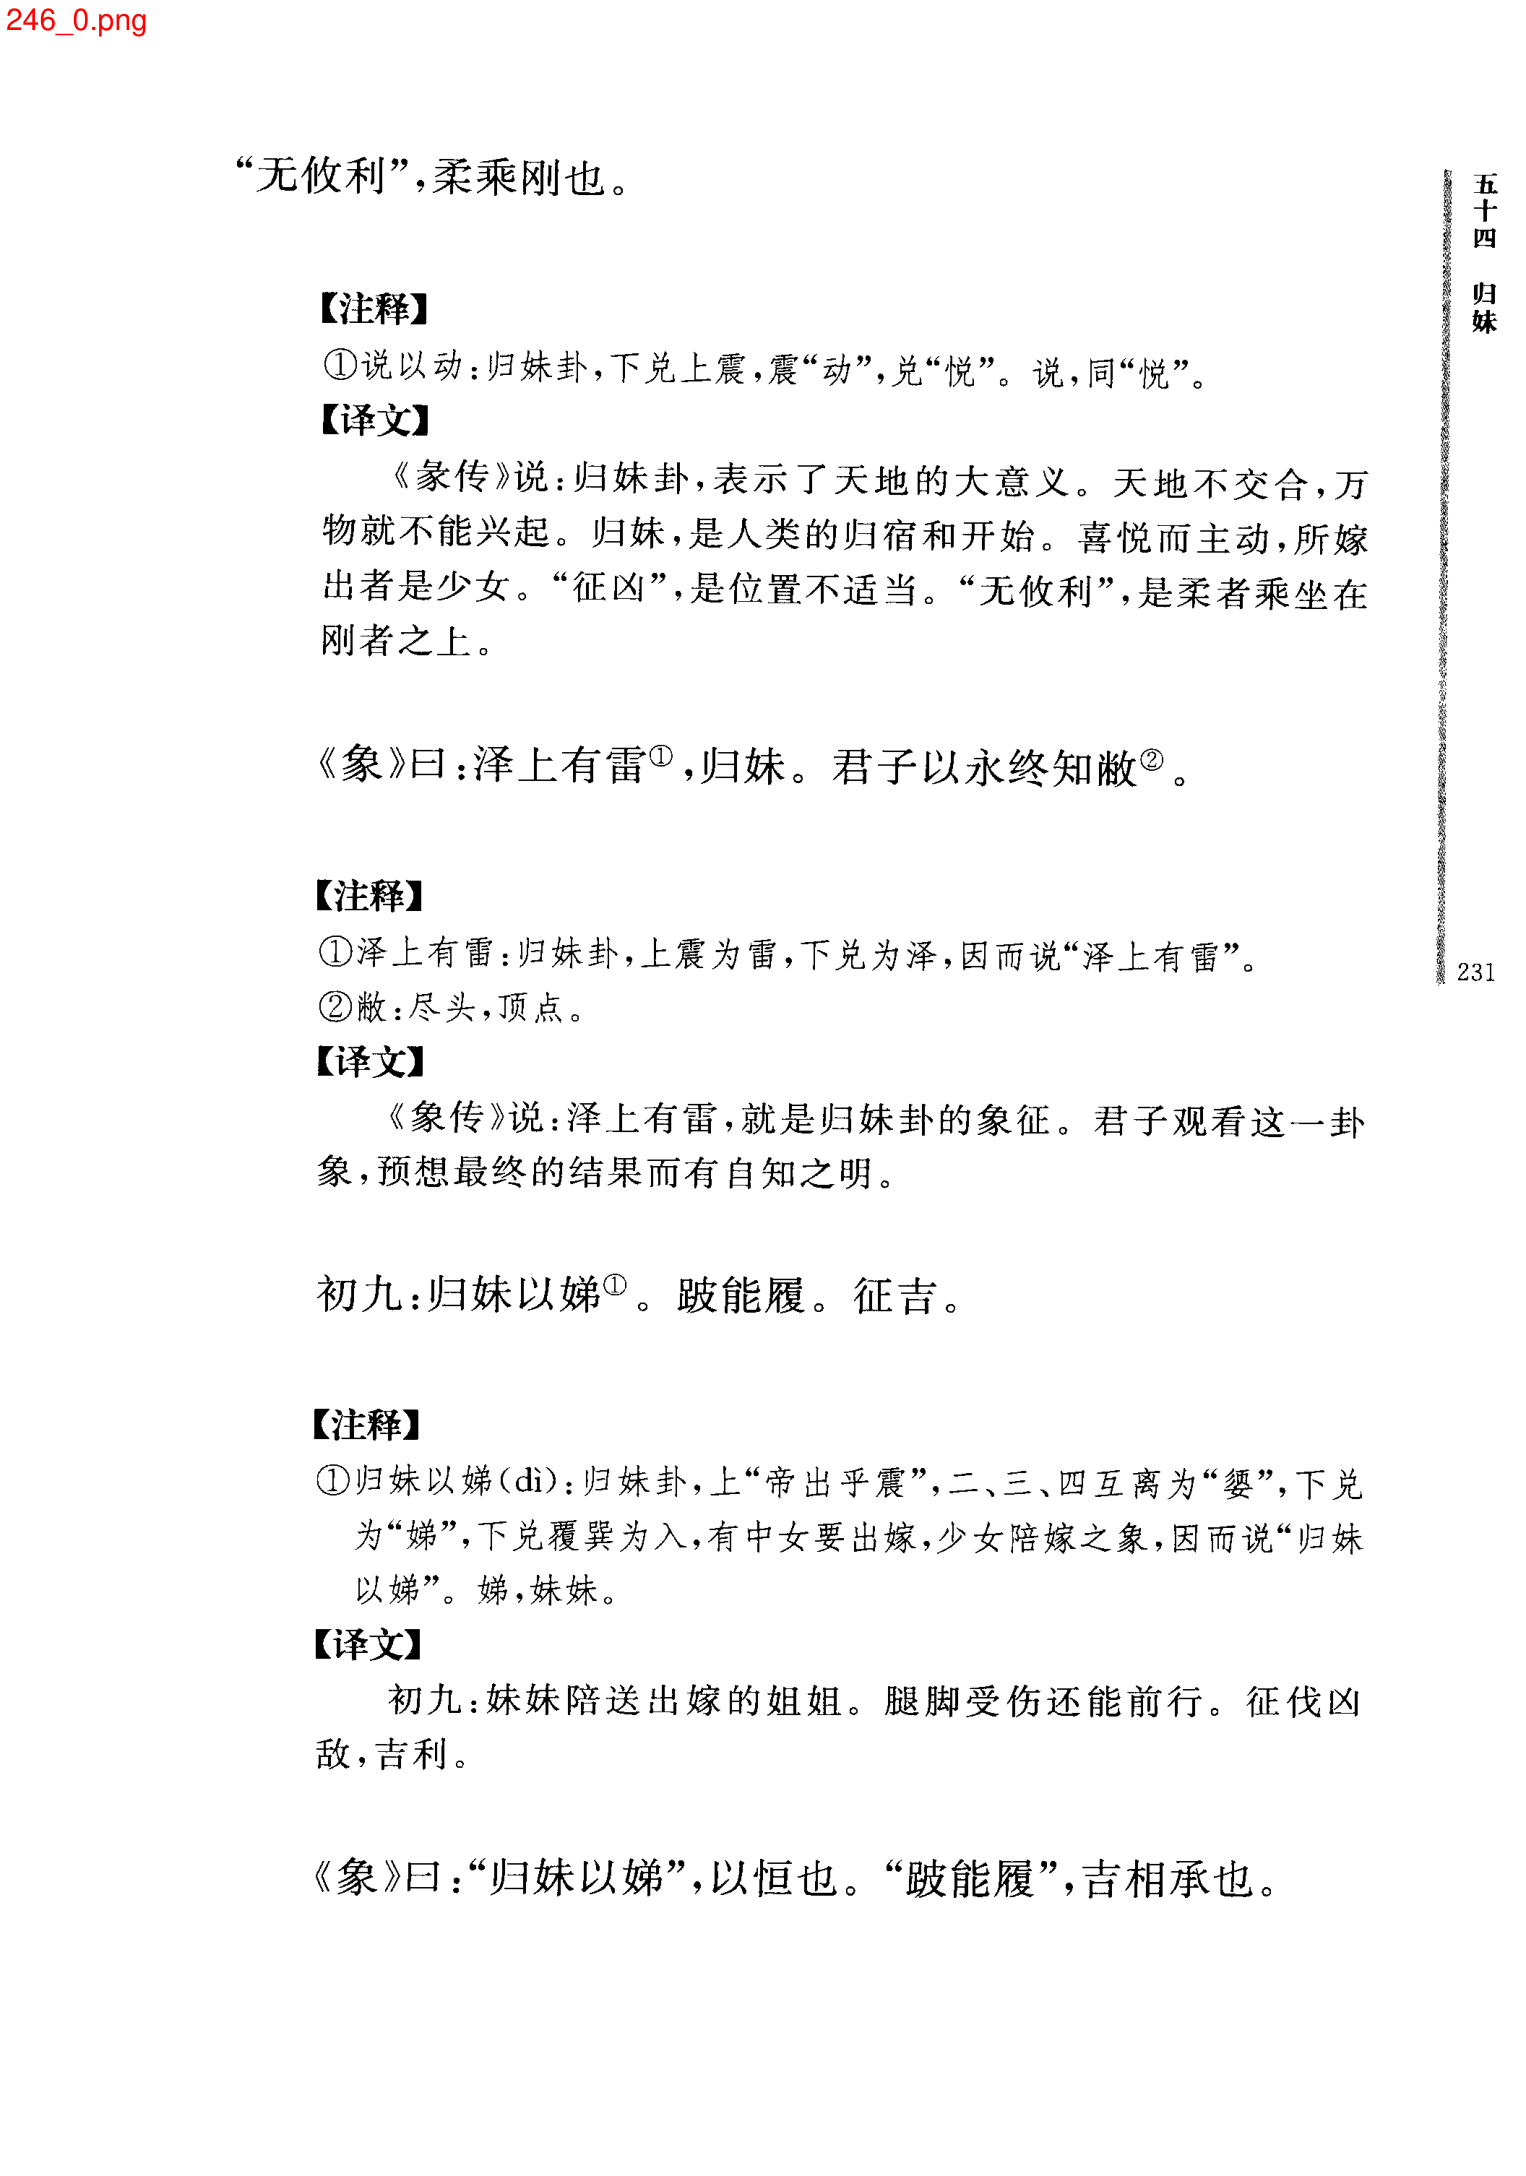 246_0.png
“无攸利”,柔乘刚也。
五十四 归妹
【注释】
①说以动:归妹卦,下兑上震,震“动”,兑“悦”。说,同“悦”。
【译文】
《彖传》说:归妹卦,表示了天地的大意义。天地不交合,万
物就不能兴起。归妹,是人类的归宿和开始。喜悦而主动,所嫁
出者是少女。“征凶”,是位置不适当。“无攸利”,是柔者乘坐在
刚者之上。
《象》曰:泽上有雷①,归妹。君子以永终知敝②。
【注释】
①泽上有雷:归妹卦,上震为雷,下兑为泽,因而说“泽上有雷”。
231
②敝:尽头,顶点。
【译文】
《象传》说:泽上有雷,就是归妹卦的象征。君子观看这一卦
象,预想最终的结果而有自知之明。
初九:归妹以娣①。跛能履。征吉。
【注释】
①归妹以娣(dì):归妹卦,上“帝出乎震”,二、三、四互离为“媭”,下兑
为“娣”,下兑覆巽为入,有中女要出嫁,少女陪嫁之象,因而说“归妹
以娣”。娣,妹妹。
【译文】
初九:妹妹陪送出嫁的姐姐。腿脚受伤还能前行。征伐凶
敌,吉利。
《象》曰:“归妹以娣”,以恒也。“跛能履”,吉相承也。